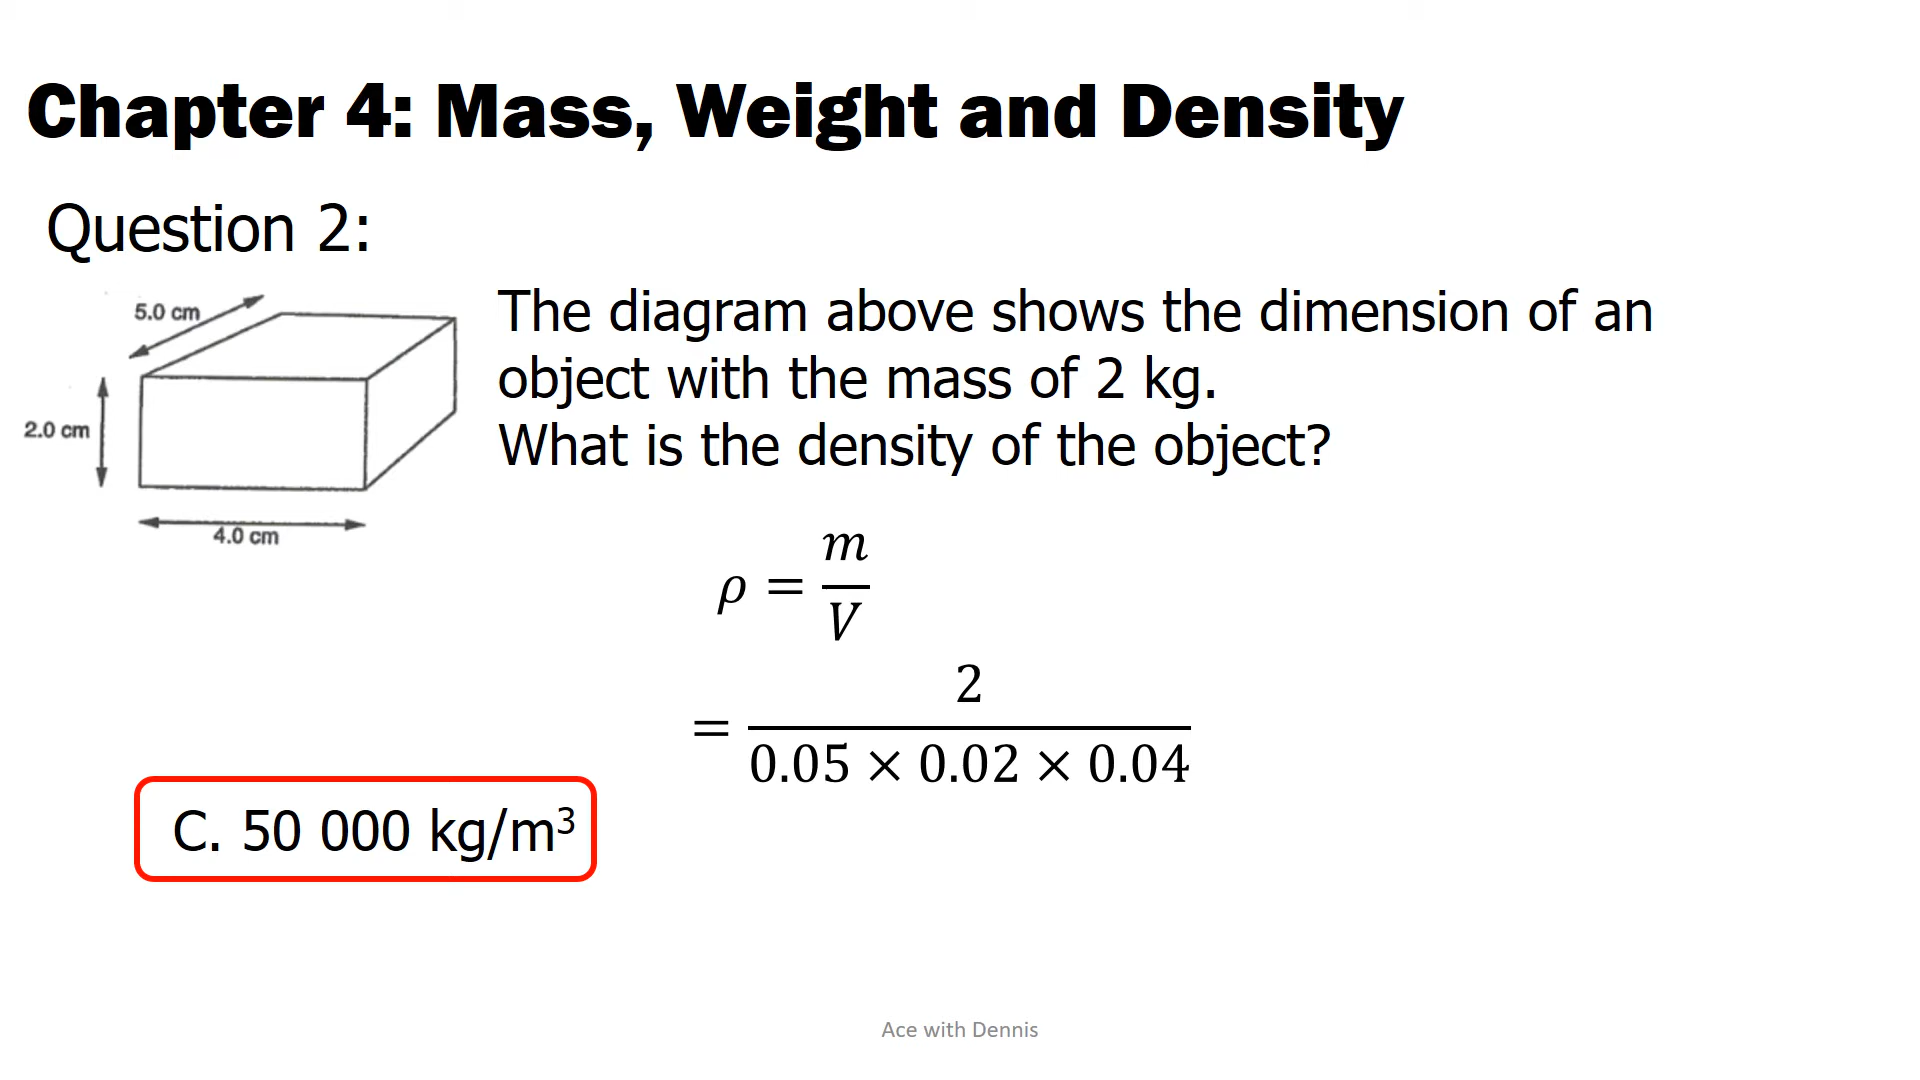 Chapter 4: Mass, Weight and Density
Question 2:
5.0 cm
2.0 cm
4.0 cm
The diagram above shows the dimension of an
object with the mass of 2 kg.
What is the density of the object?
ρ = m/V
= 2/(0.05 × 0.02 × 0.04)
C. 50 000 kg/m³
Ace with Dennis